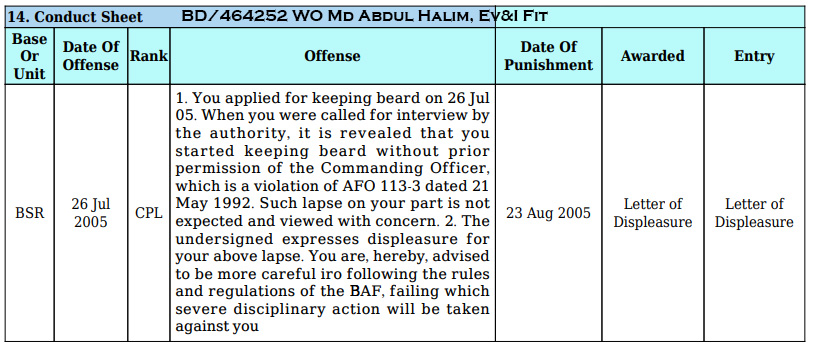 14. Conduct Sheet BD/464252 WO Md Abdul Halim, Ev&I Fit
Base Or Unit
Date Of Offense
Rank
Offense
Date Of Punishment
Awarded
Entry
BSR
26 Jul 2005
CPL
1. You applied for keeping beard on 26 Jul
05. When you were called for interview by
the authority, it is revealed that you
started keeping beard without prior
permission of the Commanding Officer,
which is a violation of AFO 113-3 dated 21
May 1992. Such lapse on your part is not
expected and viewed with concern. 2. The
undersigned expresses displeasure for
your above lapse. You are, hereby, advised
to be more careful iro following the rules
and regulations of the BAF, failing which
severe disciplinary action will be taken
against you
23 Aug 2005
Letter of
Displeasure
Letter of
Displeasure